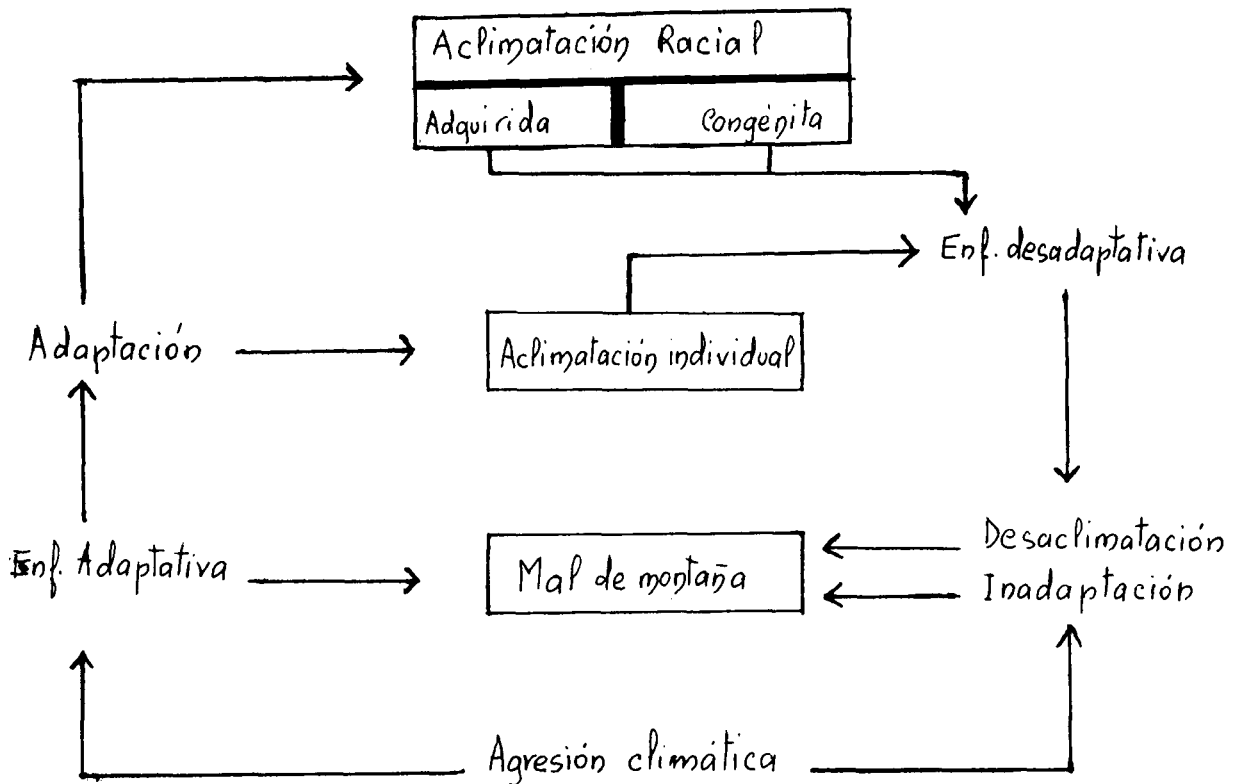 Aclimatación Racial
Adquirida Congénita
Enf. desadaptativa
Adaptación Aclimatación individual
Desaclimatación
Enf. Adaptativa Mal de montaña Inadaptación
Agresión climática